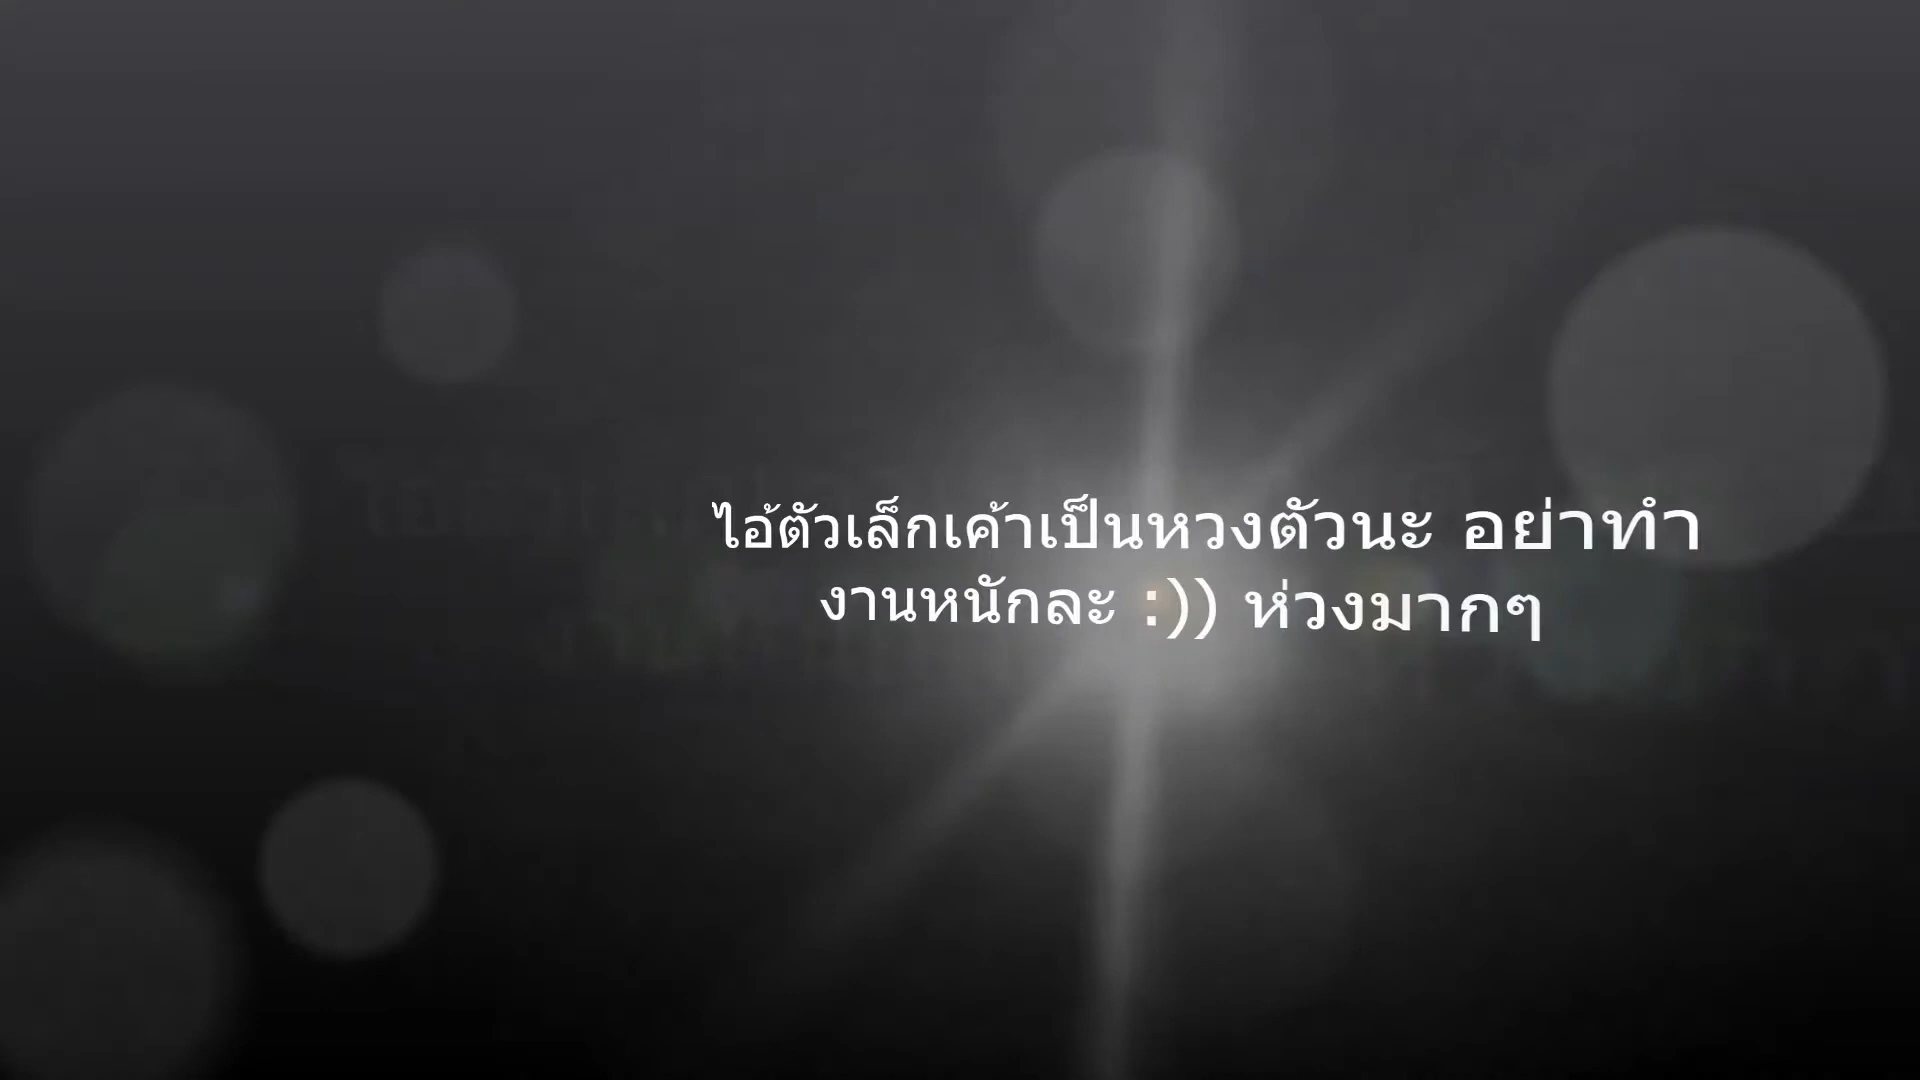 ไอ้ตัวเล็กเค้าเป็นหวงตัวนะ อย่าทำ
งานหนักละ :)) ห่วงมากๆ